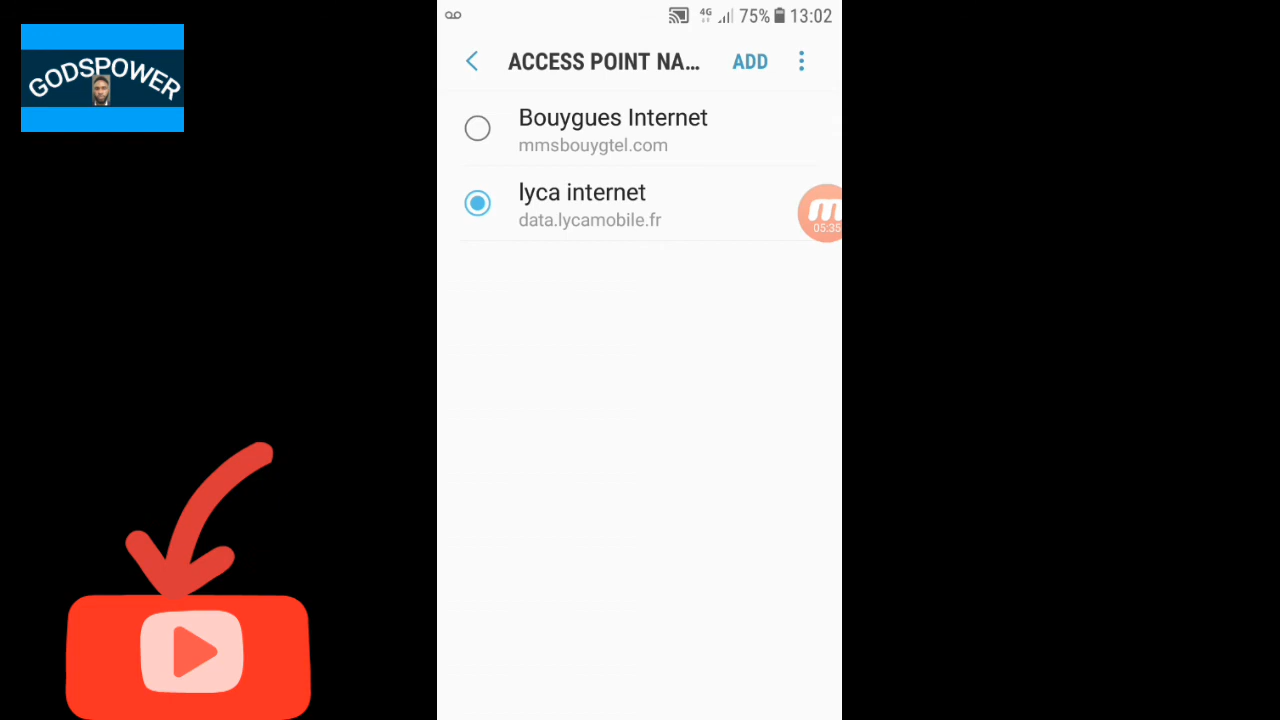 GODSPOWER
4G 75% 13:02
ACCESS POINT NA... ADD
Bouygues Internet
mmsbouygtel.com
lyca internet
data.lycamobile.fr
05:35